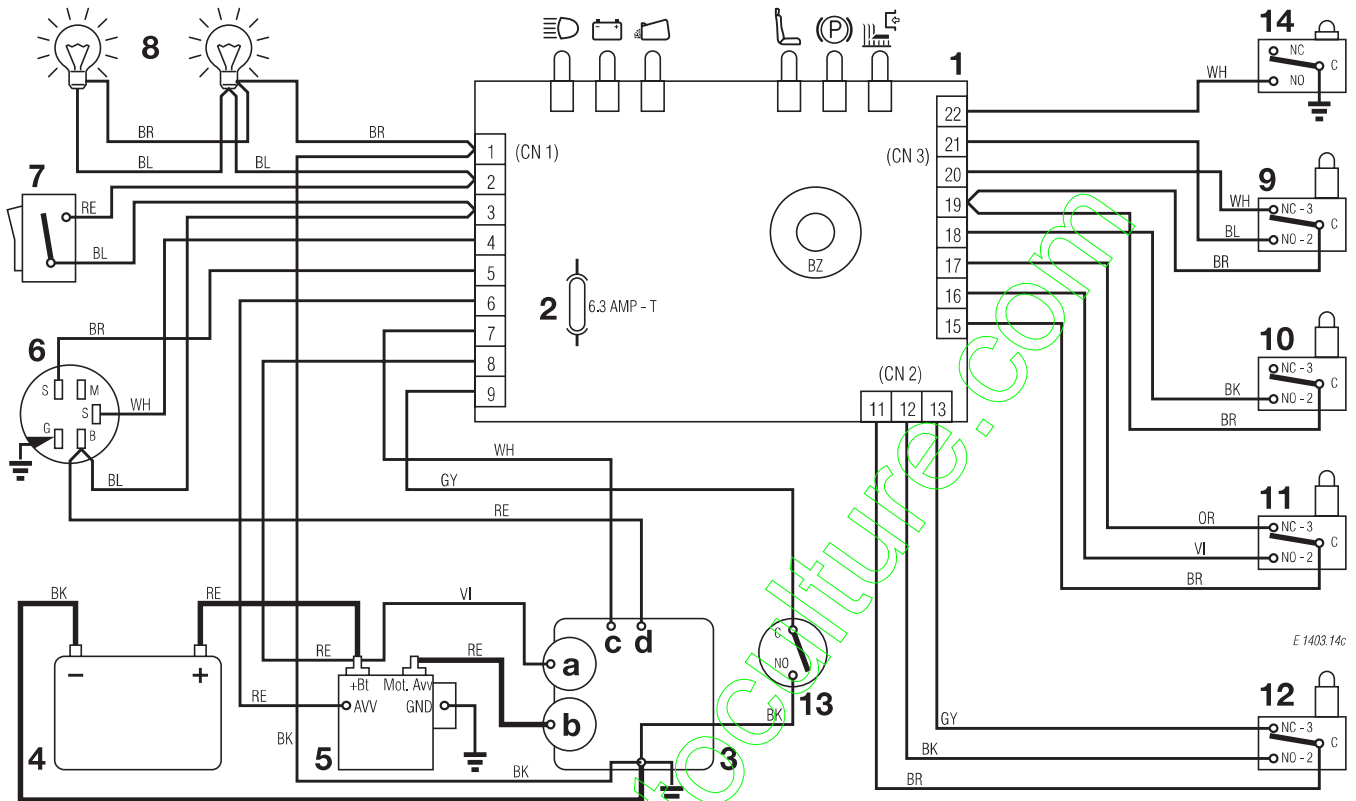 8
1
14
NC
C
NO
WH
22
BR
BR
BL
BL
1
(CN 1)
2
3
4
5
6
7
8
9
(CN 3)
21
20
19
18
17
16
15
9
WH
NC - 3
C
BL
NO - 2
BR
7
RE
BL
BZ
2
6.3 AMP - T
10
NC - 3
C
BK
NO - 2
BR
6
BR
S
M
S
WH
G
B
BL
(CN 2)
11
12
13
WH
GY
RE
11
OR
NC - 3
C
VI
NO - 2
BR
E 1403.14c
BK
RE
VI
RE
c
d
a
b
C
NO
13
BK
–
+
+Bt
Mot. Avv
RE
AVV
GND
BK
4
5
BK
3
12
GY
NC - 3
C
BK
NO - 2
BR
P
toculture.com